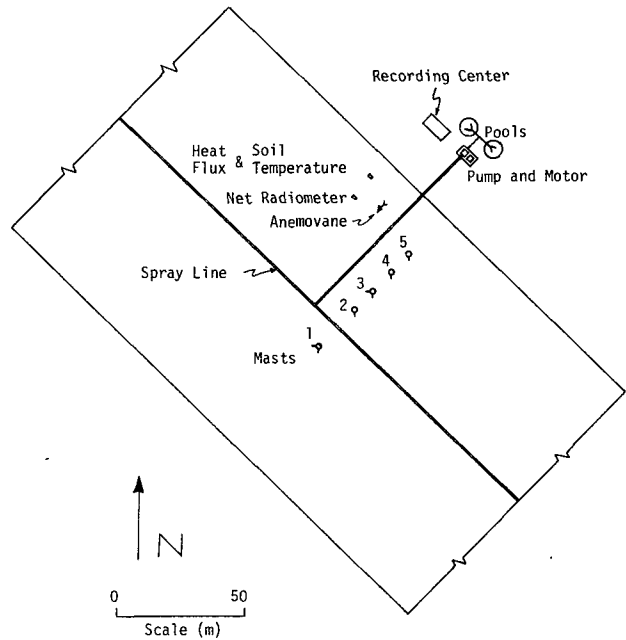 Recording Center
Pools
Pump and Motor
Heat Flux & Soil Temperature
Net Radiometer
Anemovane
5
4
3
2
1
Spray Line
Masts
N
0 50
Scale (m)